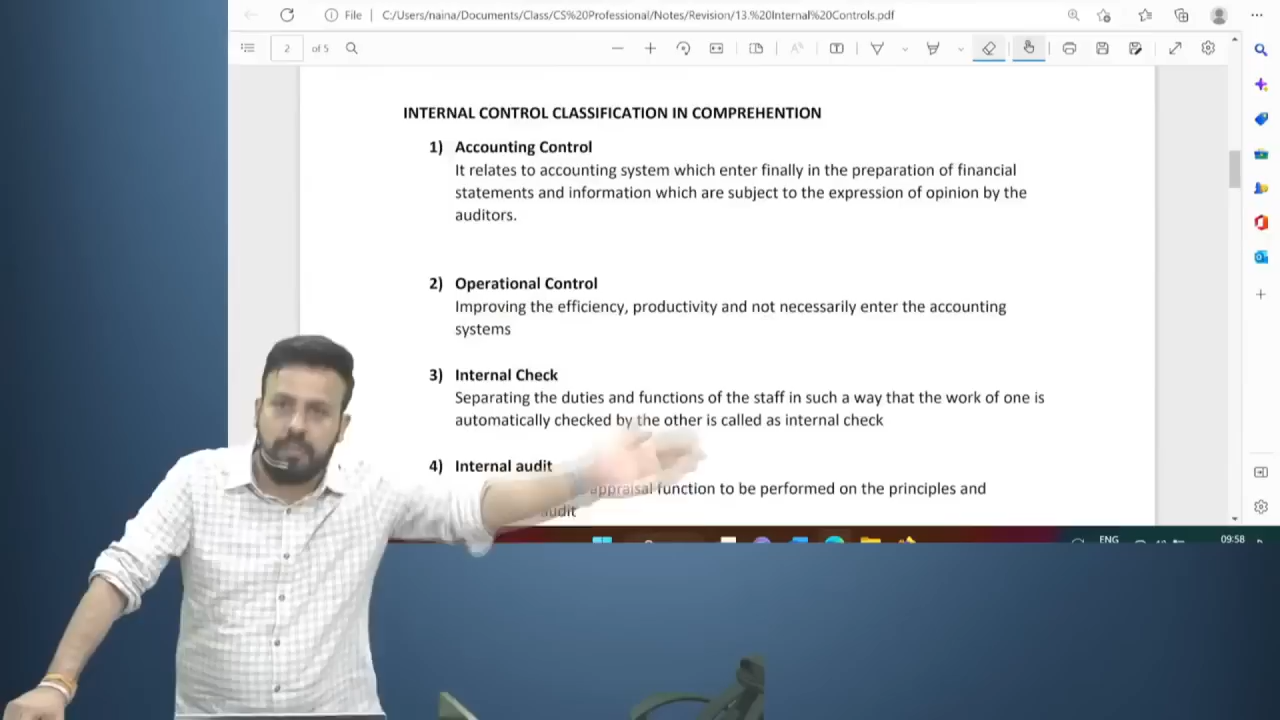 File
C:/Users/naina/Documents/Class/CS%20Professional/Notes/Revision/13.%20Internal%20Controls.pdf
2 of 5
INTERNAL CONTROL CLASSIFICATION IN COMPREHENTION
1) Accounting Control
It relates to accounting system which enter finally in the preparation of financial
statements and information which are subject to the expression of opinion by the
auditors.
2) Operational Control
Improving the efficiency, productivity and not necessarily enter the accounting
systems
3) Internal Check
Separating the duties and functions of the staff in such a way that the work of one is
automatically checked by the other is called as internal check
4) Internal audit
appraisal function to be performed on the principles and
audit
ENG
09:58